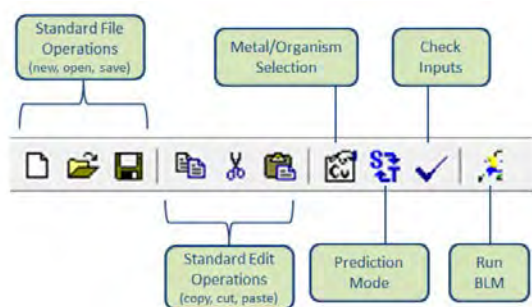 Standard File
Operations
(new, open, save)
Metal/Organism
Selection
Check
Inputs
Cu
S
T
Standard Edit
Operations
(copy, cut, paste)
Prediction
Mode
Run
BLM